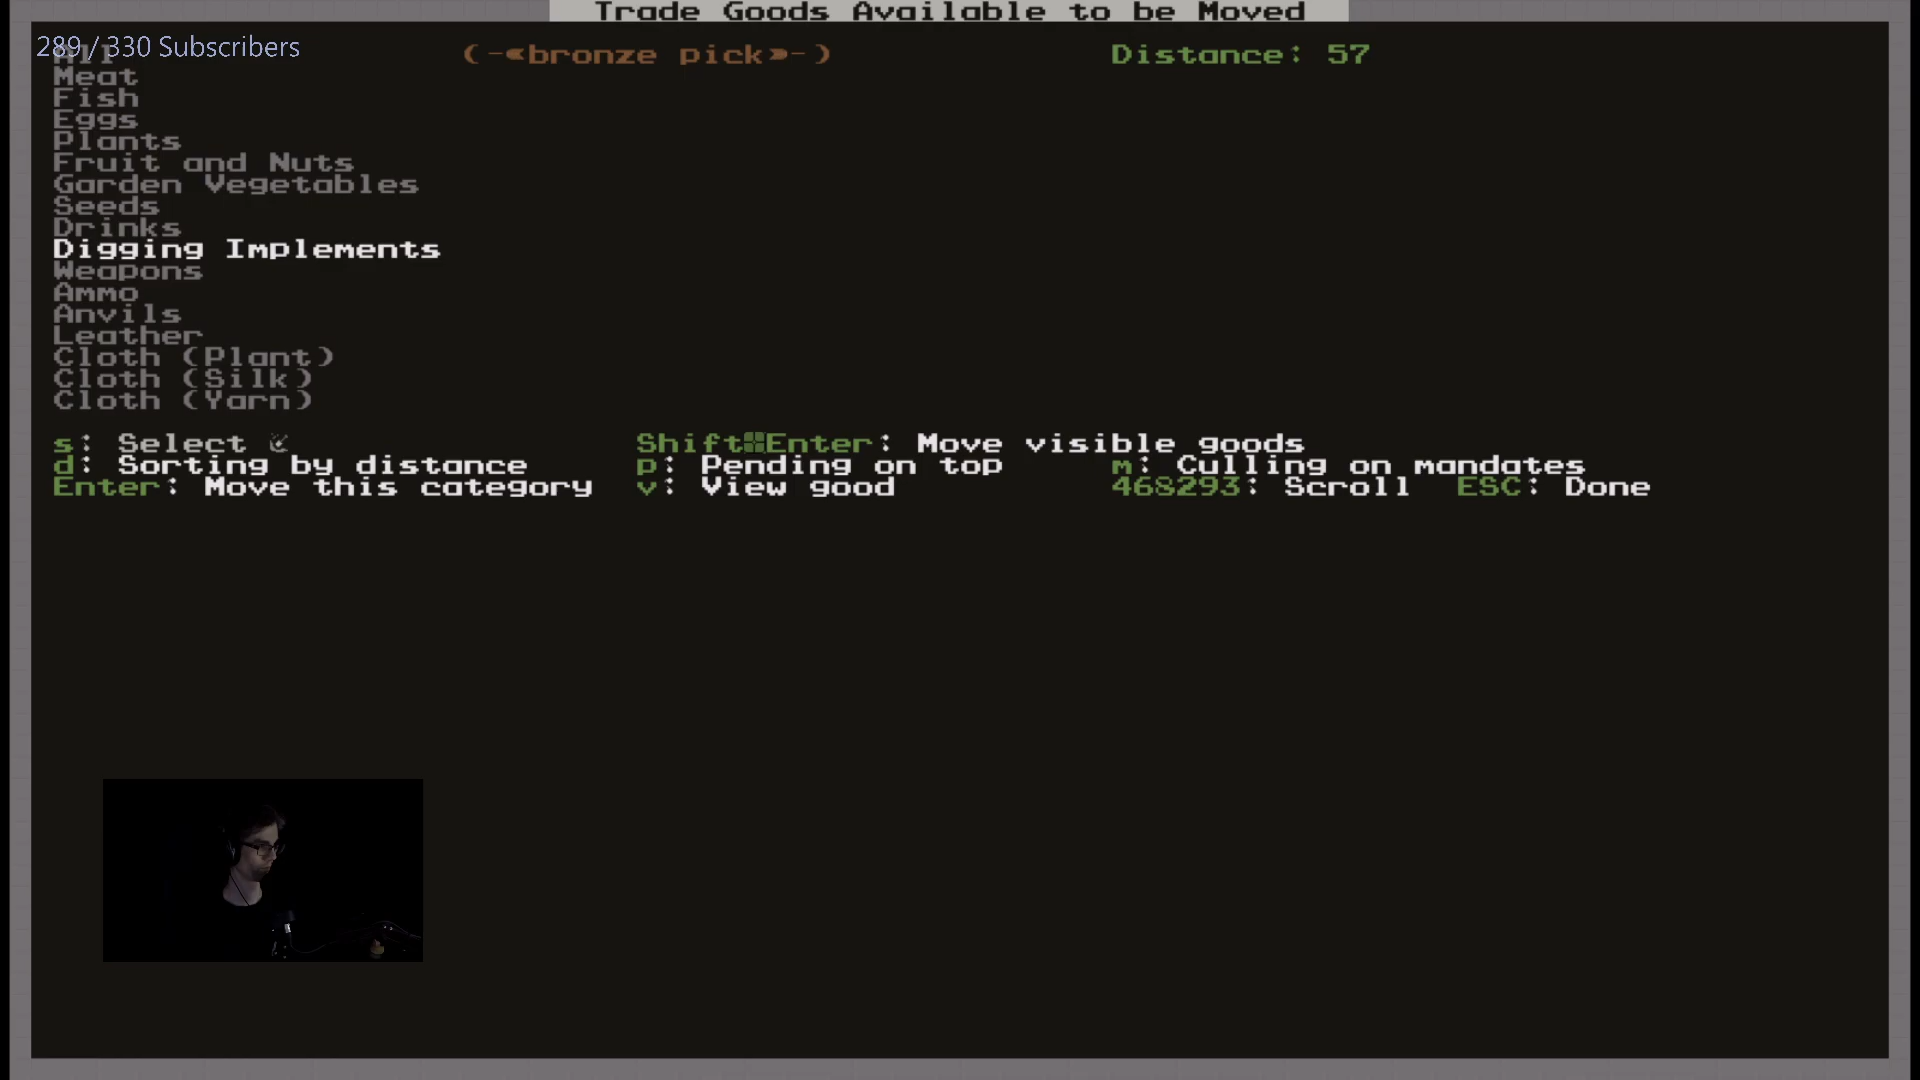 Trade Goods Available to be Moved
289 / 330 Subscribers
All (-«bronze pick»-) Distance: 57
Meat
Fish
Eggs
Plants
Fruit and Nuts
Garden Vegetables
Seeds
Drinks
Digging Implements
Weapons
Ammo
Anvils
Leather
Cloth (Plant)
Cloth (Silk)
Cloth (Yarn)
s: Select Shift Enter: Move visible goods
d: Sorting by distance p: Pending on top m: Culling on mandates
Enter: Move this category v: View good 468293: Scroll ESC: Done